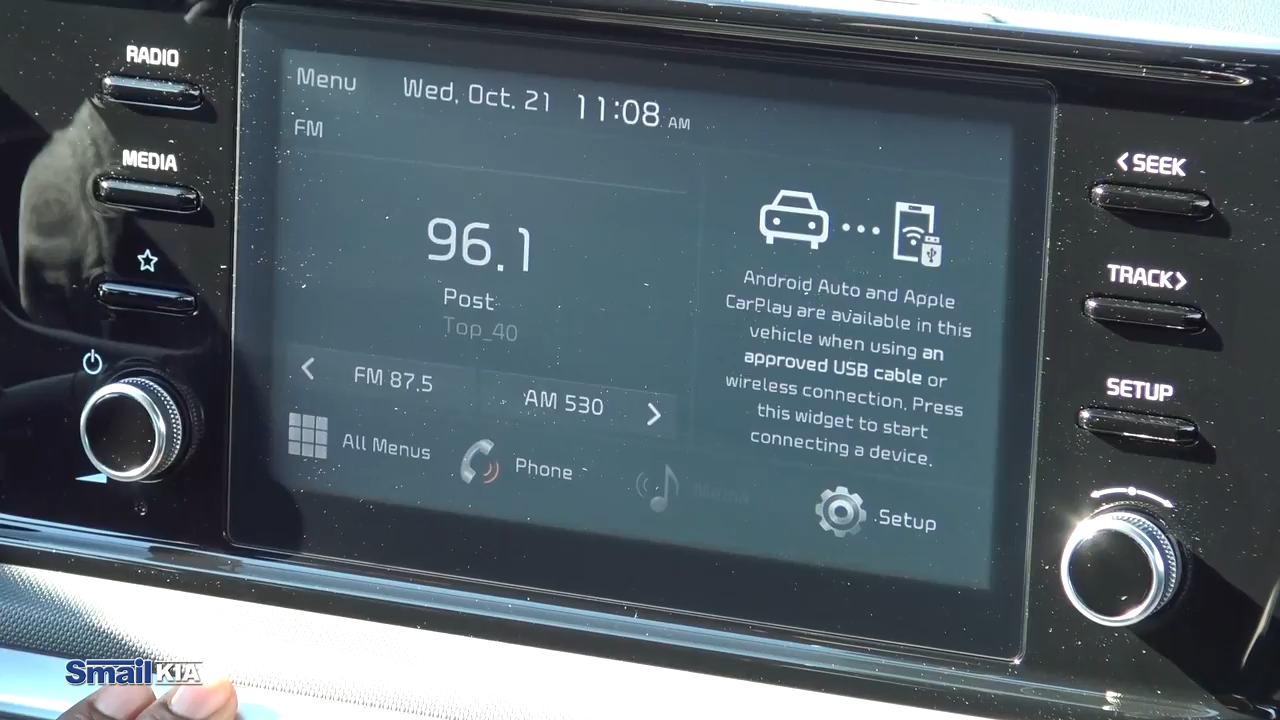 RADIO
MEDIA
Menu Wed, Oct. 21 11:08 AM
FM
96.1
Post
Top_40
FM 87.5 AM 530
All Menus
Phone
Setup
Android Auto and Apple
CarPlay are available in this
vehicle when using an
approved USB cable or
wireless connection. Press
this widget to start
connecting a device.
<SEEK
TRACK>
SETUP
Smail KIA